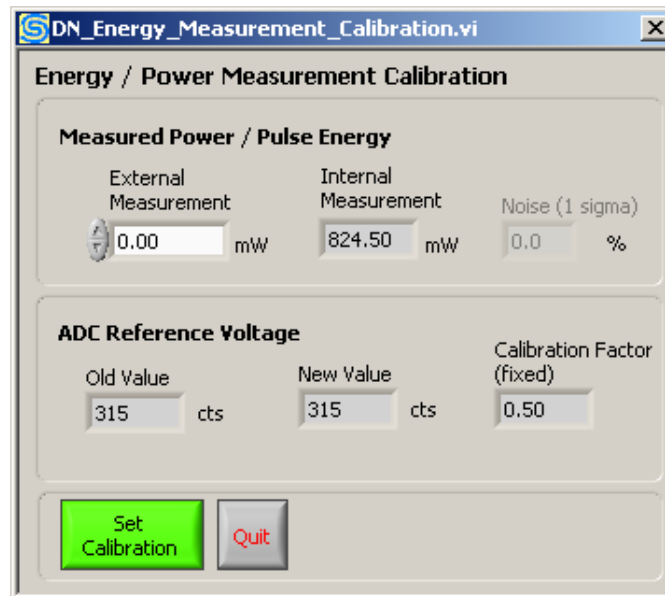 DN_Energy_Measurement_Calibration.vi
Energy / Power Measurement Calibration
Measured Power / Pulse Energy
External
Measurement
0.00 mW
Internal
Measurement
824.50 mW
Noise (1 sigma)
0.0 %
ADC Reference Voltage
Old Value
315 cts
New Value
315 cts
Calibration Factor
(fixed)
0.50
Set
Calibration
Quit